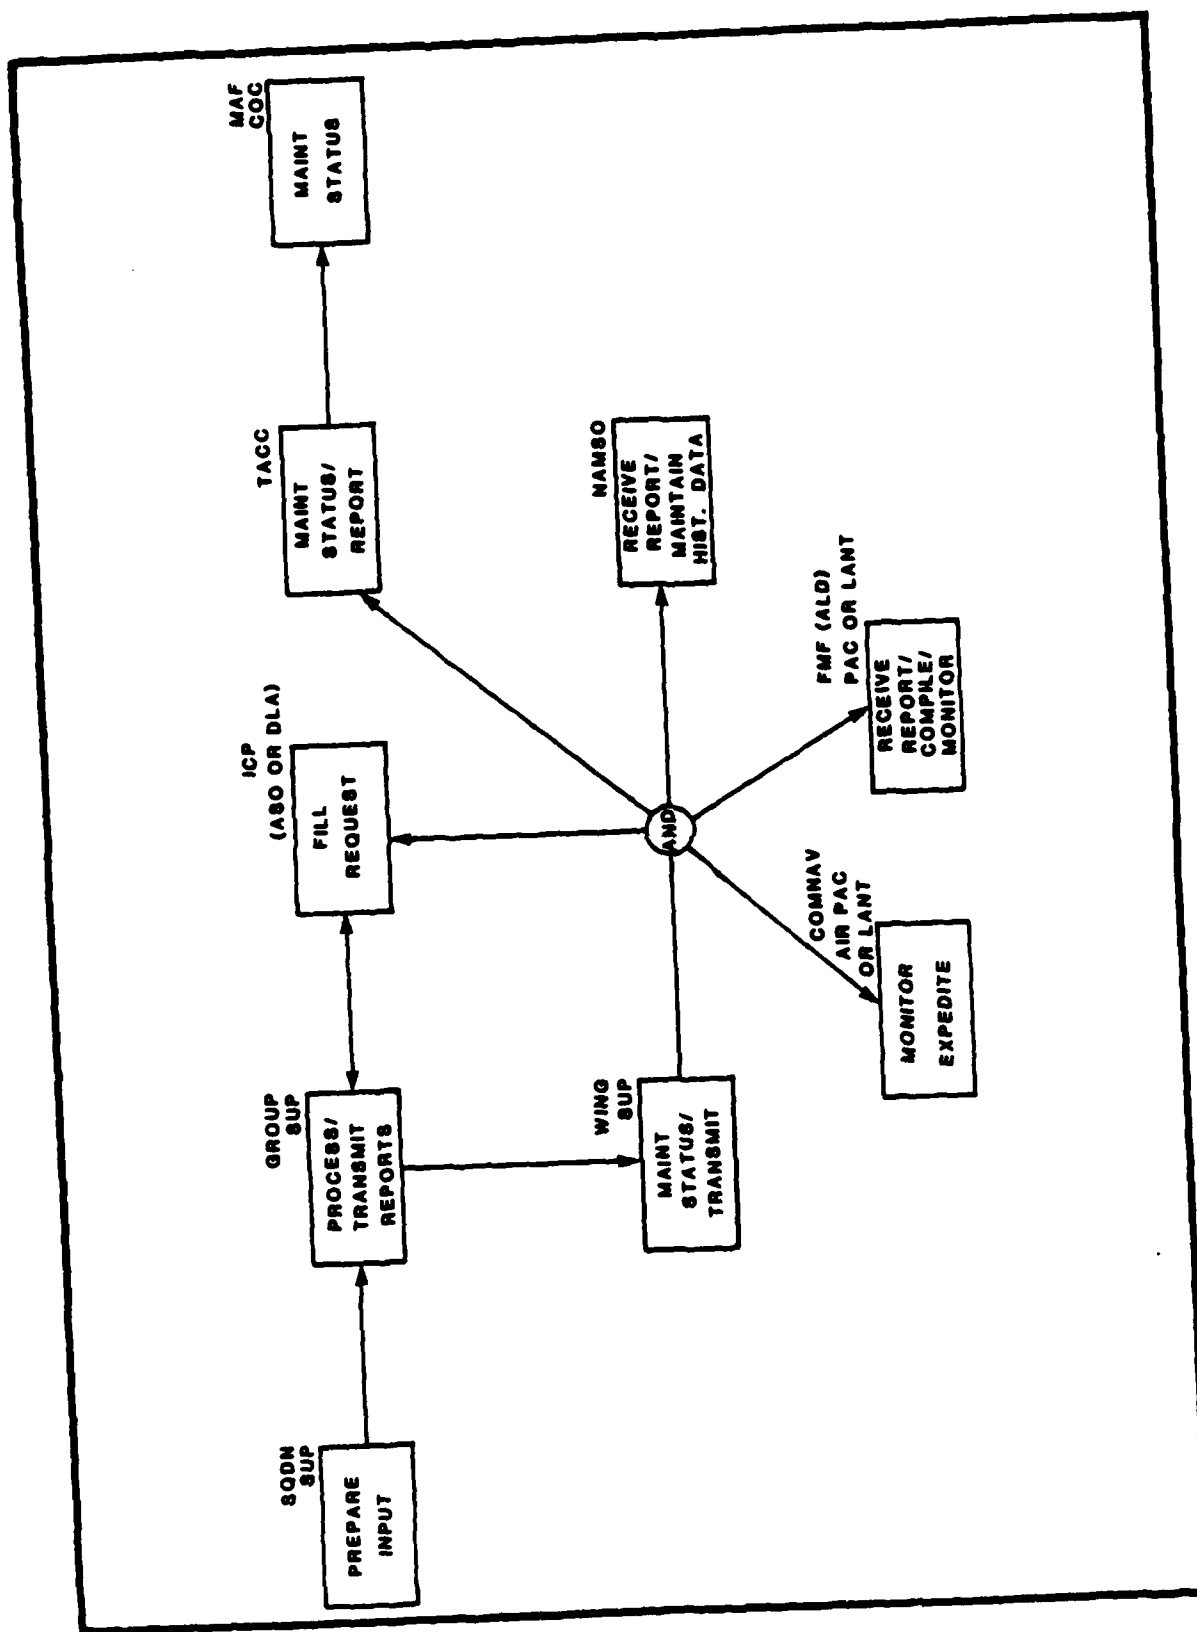 SQDN
SUP
PREPARE
INPUT
GROUP
SUP
PROCESS/
TRANSMIT
REPORTS
ICP
(ASO OR DLA)
FILL
REQUEST
TACC
MAINT
STATUS/
REPORT
MAF
COC
MAINT
STATUS
WING
SUP
MAINT
STATUS/
TRANSMIT
AND
NAMSO
RECEIVE
REPORT/
MAINTAIN
HIST. DATA
COMNAV
AIR PAC
OR LANT
MONITOR
EXPEDITE
FMF (ALD)
PAC OR LANT
RECEIVE
REPORT/
COMPILE/
MONITOR